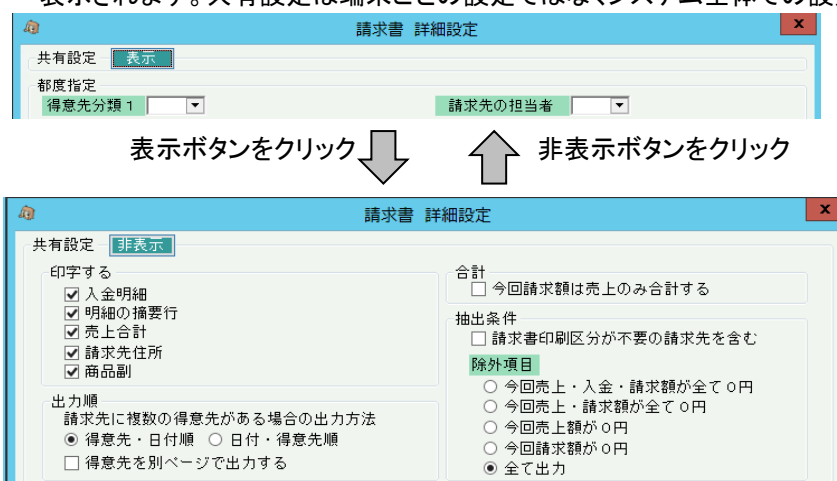 表示されます。共有設定は端末ごとの設定ではなくシステム全体での設
請求書 詳細設定 x
共有設定 表示
都度指定
得意先分類1 請求先の担当者
表示ボタンをクリック 非表示ボタンをクリック
請求書 詳細設定 x
共有設定 非表示
印字する
入金明細
明細の摘要行
売上合計
請求先住所
商品副
出力順
請求先に複数の得意先がある場合の出力方法
得意先・日付順 日付・得意先順
得意先を別ページで出力する
合計
今回請求額は売上のみ合計する
抽出条件
請求書印刷区分が不要の請求先を含む
除外項目
今回売上・入金・請求額が全て0円
今回売上・請求額が全て0円
今回売上額が0円
今回請求額が0円
全て出力